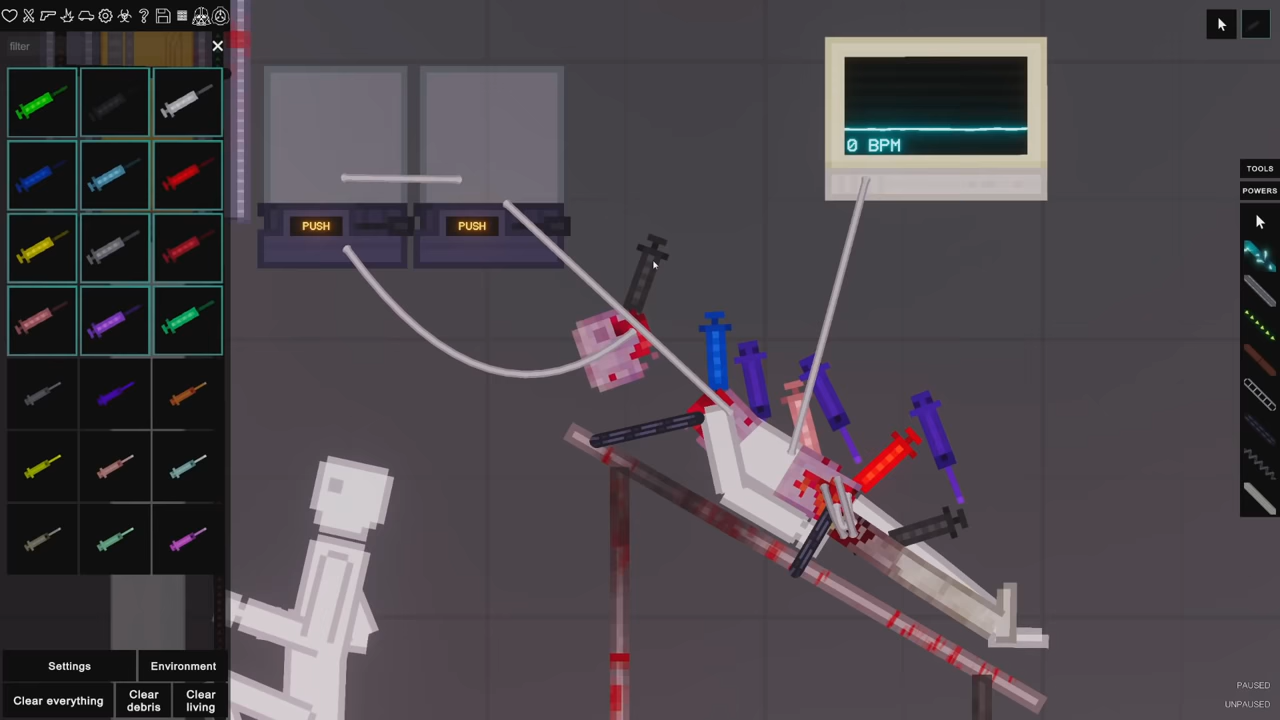 filter
PUSH
PUSH
0 BPM
TOOLS
POWERS
Settings
Environment
Clear everything
Clear debris
Clear living
PAUSED
UNPAUSED